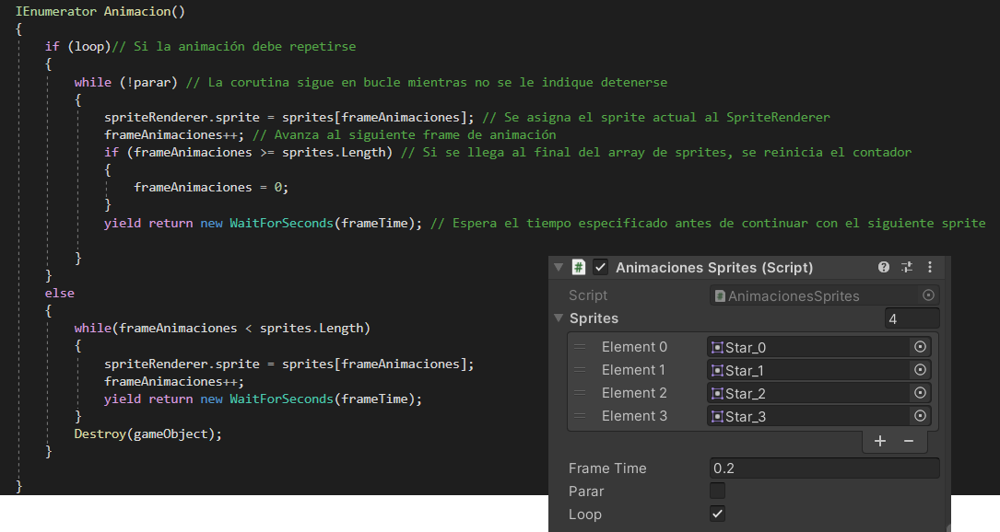 IEnumerator Animacion()
{
if (loop)// Si la animación debe repetirse
{
while (!parar) // La corutina sigue en bucle mientras no se le indique detenerse
{
spriteRenderer.sprite = sprites[frameAnimaciones]; // Se asigna el sprite actual al SpriteRenderer
frameAnimaciones++; // Avanza al siguiente frame de animación
if (frameAnimaciones >= sprites.Length) // Si se llega al final del array de sprites, se reinicia el contador
{
frameAnimaciones = 0;
}
yield return new WaitForSeconds(frameTime); // Espera el tiempo especificado antes de continuar con el siguiente sprite
}
}
else
{
while(frameAnimaciones < sprites.Length)
{
spriteRenderer.sprite = sprites[frameAnimaciones];
frameAnimaciones++;
yield return new WaitForSeconds(frameTime);
}
Destroy(gameObject);
}
}
# Animaciones Sprites (Script)
Script # AnimacionesSprites
Sprites 4
Element 0 Star_0
Element 1 Star_1
Element 2 Star_2
Element 3 Star_3
+ −
Frame Time 0.2
Parar
Loop